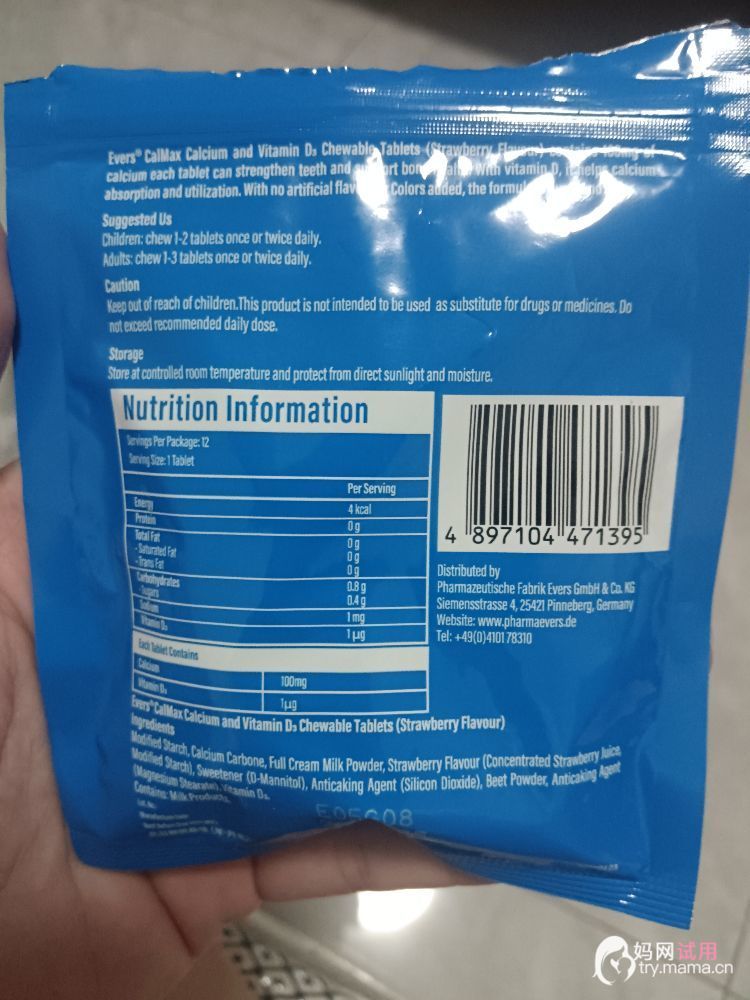 Evers® CalMax Calcium and Vitamin D₃ Chewable Tablets (Strawberry Flavour) contains 100mg of
calcium each tablet can strengthen teeth and support bone with vitamin D, it helps calcium
absorption and utilization. With no artificial Colors added, the
Suggested Us
Children: chew 1-2 tablets once or twice daily.
Adults: chew 1-3 tablets once or twice daily.
Caution
Keep out of reach of children.This product is not intended to be used as substitute for drugs or medicines. Do
not exceed recommended daily dose.
Storage
Store at controlled room temperature and protect from direct sunlight and moisture.
Nutrition Information
Servings Per Package: 12
Serving Size: 1 Tablet
Per Serving
Energy 4 kcal
Protein 0 g
Total Fat 0 g
- Saturated Fat 0 g
- Trans Fat 0 g
Carbohydrates 0.8 g
- Sugars 0.4 g
Sodium 1 mg
Vitamin D₃ 1 µg
Each Tablet Contains
Calcium 100mg
Vitamin D₃ 1µg
4 897104 471395
Distributed by
Pharmazeutische Fabrik Evers GmbH & Co. KG
Siemensstrasse 4, 25421 Pinneberg, Germany
Website: www.pharmaevers.de
Tel: +49(0)410178310
Evers® CalMax Calcium and Vitamin D₃ Chewable Tablets (Strawberry Flavour)
Ingredients
Modified Starch, Calcium Carbone, Full Cream Milk Powder, Strawberry Flavour (Concentrated Strawberry Juice,
Modified Starch), Sweetener (D-Mannitol), Anticaking Agent (Silicon Dioxide), Beet Powder, Anticaking Agent
(Magnesium Stearate), Vitamin D₃.
Contains: Milk Products.
Lot. No.:
E05G08
妈网试用
try.mama.cn